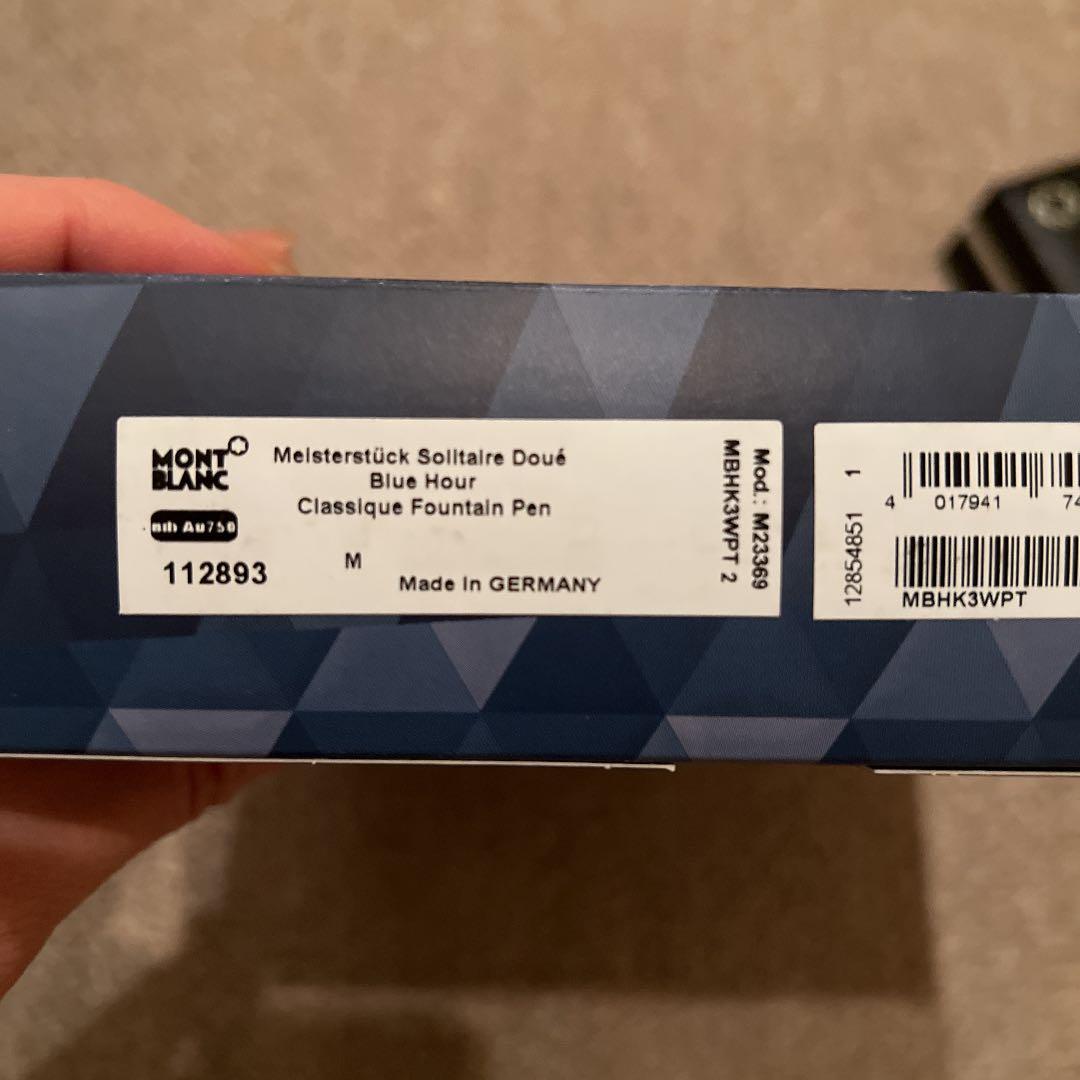 MONT
BLANC
Meisterstück Solitaire Doué
Blue Hour
Classique Fountain Pen
nib Au750
112893
M
Made in GERMANY
Mod.: M23369
MBHK3WPT 2
12854851 1
4 017941 74
MBHK3WPT